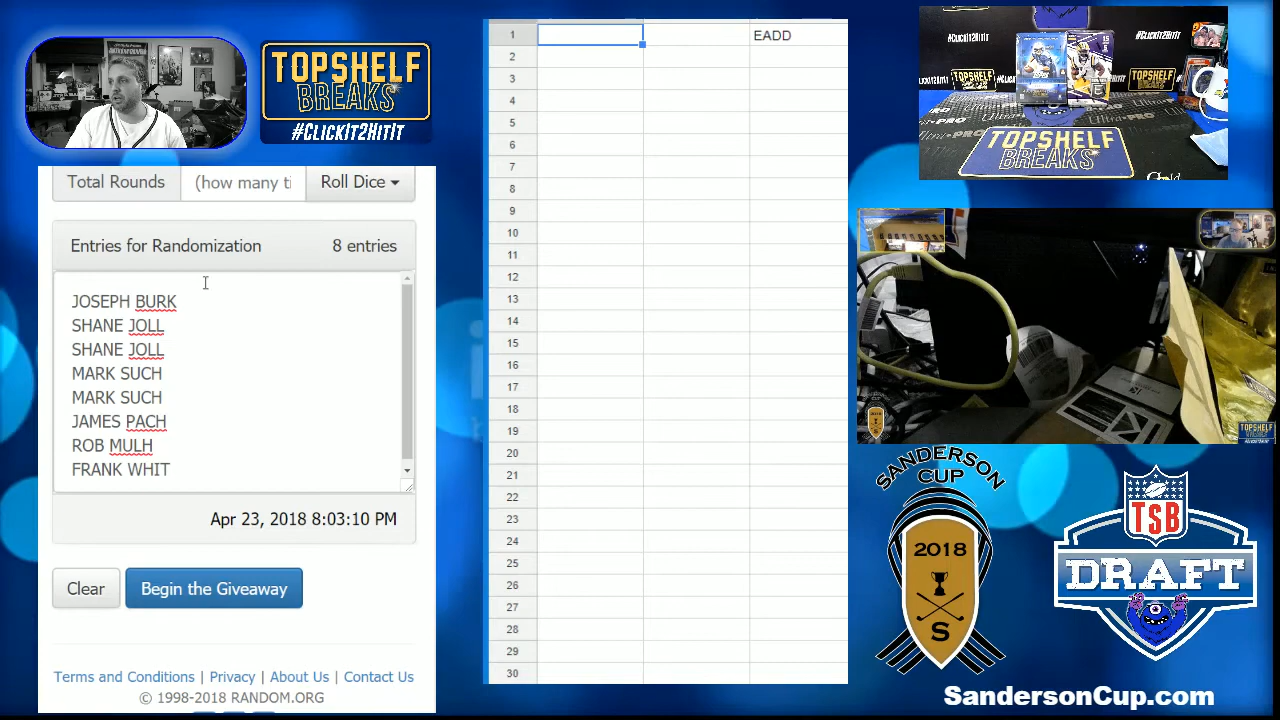 TOPSHELF
BREAKS
#CLICKIT2HITIT
Total Rounds
(how many ti
Roll Dice
Entries for Randomization
8 entries
JOSEPH BURK
SHANE JOLL
SHANE JOLL
MARK SUCH
MARK SUCH
JAMES PACH
ROB MULH
FRANK WHIT
Apr 23, 2018 8:03:10 PM
Clear
Begin the Giveaway
Terms and Conditions | Privacy | About Us | Contact Us
© 1998-2018 RANDOM.ORG
1
EADD
2
3
4
5
6
7
8
9
10
11
12
13
14
15
16
17
18
19
20
21
22
23
24
25
26
27
28
29
30
#CLICKIT2HITIT
TOPSHELF
BREAKS
SANDERSON
CUP
2018
S
TSB
DRAFT
SandersonCup.com